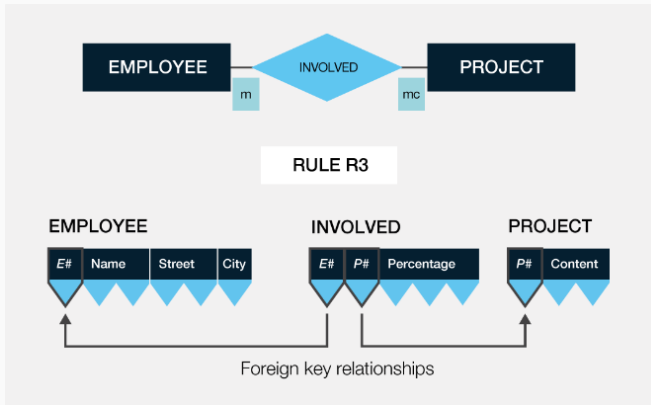 EMPLOYEE INVOLVED PROJECT
m mc
RULE R3
EMPLOYEE INVOLVED PROJECT
E# Name Street City E# P# Percentage P# Content
Foreign key relationships